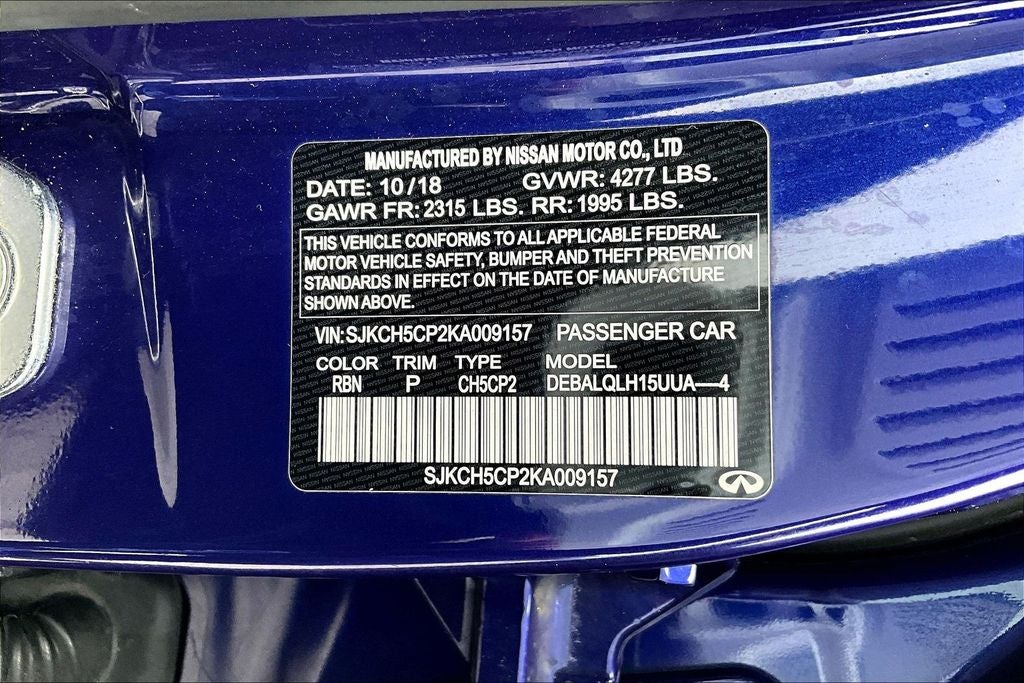 MANUFACTURED BY NISSAN MOTOR CO., LTD
DATE: 10/18 GVWR: 4277 LBS.
GAWR FR: 2315 LBS. RR: 1995 LBS.
THIS VEHICLE CONFORMS TO ALL APPLICABLE FEDERAL
MOTOR VEHICLE SAFETY, BUMPER AND THEFT PREVENTION
STANDARDS IN EFFECT ON THE DATE OF MANUFACTURE
SHOWN ABOVE.
VIN:SJKCH5CP2KA009157 PASSENGER CAR
COLOR TRIM TYPE MODEL
RBN P CH5CP2 DEBALQLH15UUA—4
SJKCH5CP2KA009157